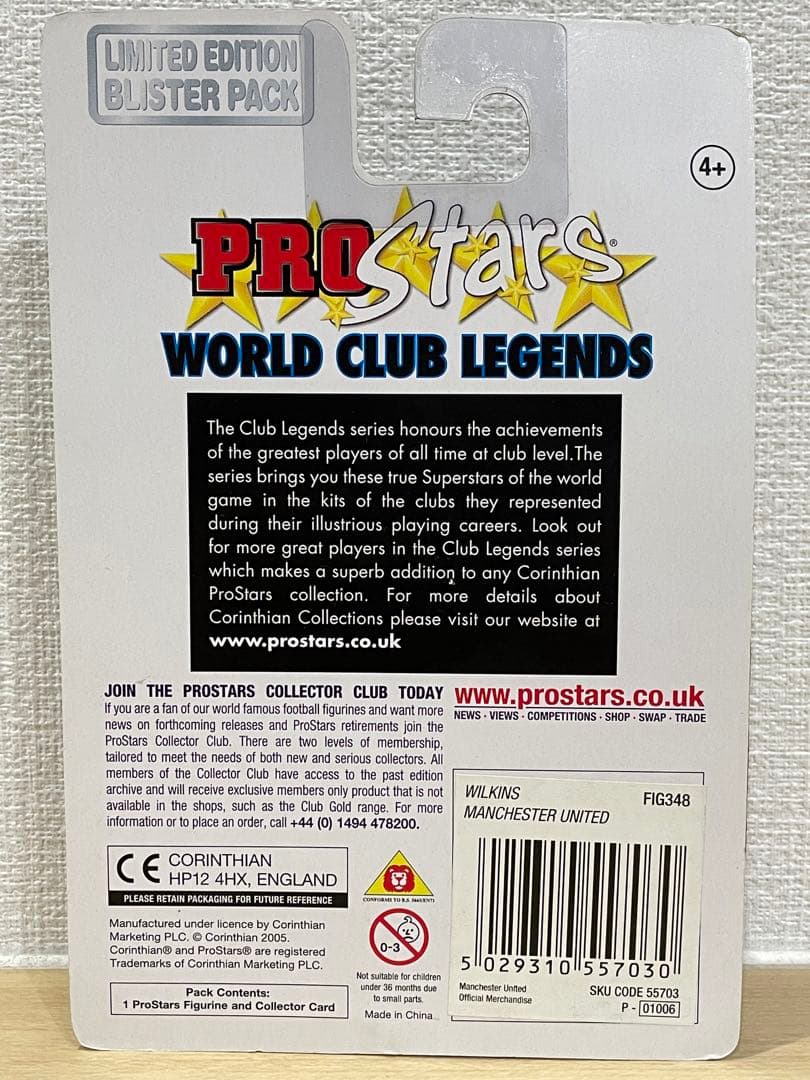 LIMITED EDITION
BLISTER PACK
4+
PROStars®
WORLD CLUB LEGENDS
The Club Legends series honours the achievements
of the greatest players of all time at club level.The
series brings you these true Superstars of the world
game in the kits of the clubs they represented
during their illustrious playing careers. Look out
for more great players in the Club Legends series
which makes a superb addition to any Corinthian
ProStars collection. For more details about
Corinthian Collections please visit our website at
www.prostars.co.uk
JOIN THE PROSTARS COLLECTOR CLUB TODAY
If you are a fan of our world famous football figurines and want more
news on forthcoming releases and ProStars retirements join the
ProStars Collector Club. There are two levels of membership,
tailored to meet the needs of both new and serious collectors. All
members of the Collector Club have access to the past edition
archive and will receive exclusive members only product that is not
available in the shops, such as the Club Gold range. For more
information or to place an order, call +44 (0) 1494 478200.
www.prostars.co.uk
NEWS · VIEWS · COMPETITIONS · SHOP · SWAP · TRADE
WILKINS
FIG348
MANCHESTER UNITED
5 029310 557030
Manchester United
Official Merchandise
SKU CODE 55703
P - 01006
CE CORINTHIAN
HP12 4HX, ENGLAND
PLEASE RETAIN PACKAGING FOR FUTURE REFERENCE
Manufactured under licence by Corinthian
Marketing PLC. © Corinthian 2005.
Corinthian® and ProStars® are registered
Trademarks of Corinthian Marketing PLC.
Pack Contents:
1 ProStars Figurine and Collector Card
CONFORMS TO B.S.
0-3
Not suitable for children
under 36 months due
to small parts.
Made in China